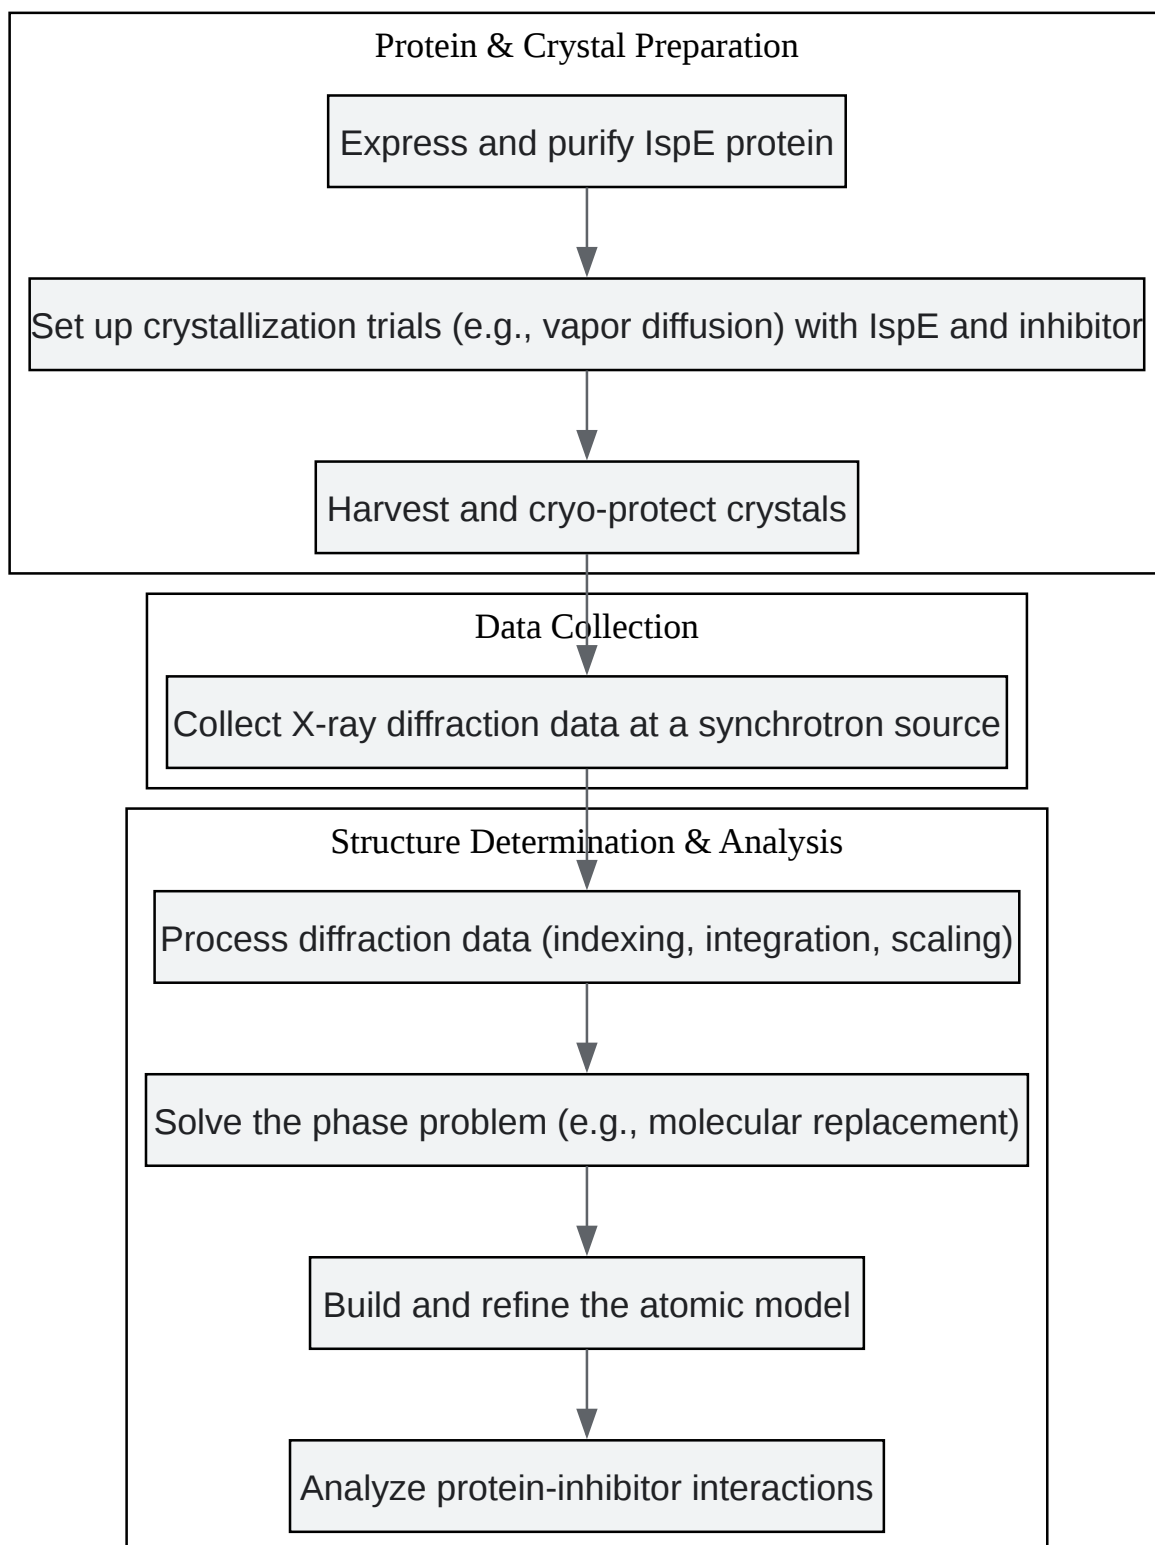 Protein & Crystal Preparation
Express and purify IspE protein
Set up crystallization trials (e.g., vapor diffusion) with IspE and inhibitor
Harvest and cryo-protect crystals
Data Collection
Collect X-ray diffraction data at a synchrotron source
Structure Determination & Analysis
Process diffraction data (indexing, integration, scaling)
Solve the phase problem (e.g., molecular replacement)
Build and refine the atomic model
Analyze protein-inhibitor interactions